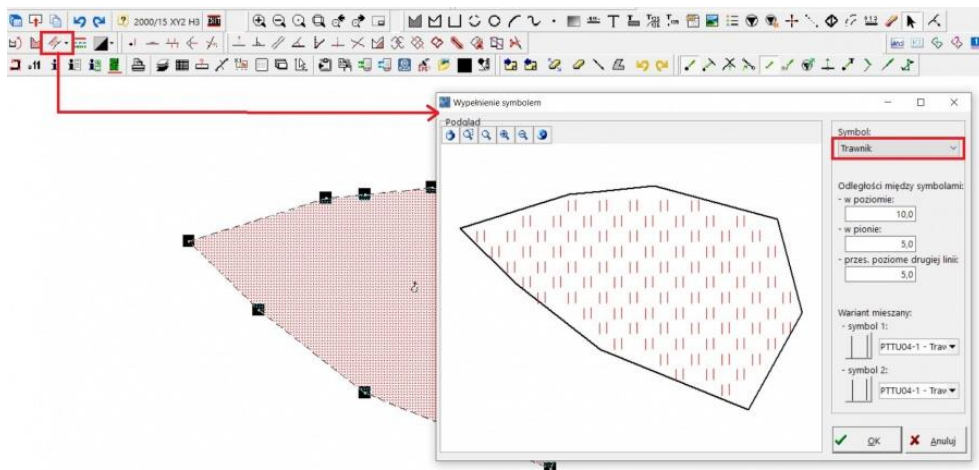 2000/15 XY2 H3
Wypełnienie symbolem
Podgląd
Symbol:
Trawnik
Odległości między symbolami:
- w poziomie:
10,0
- w pionie:
5,0
- przes. poziome drugiej linii:
5,0
Wariant mieszany:
- symbol 1:
PTTU04-1 - Traw
- symbol 2:
PTTU04-1 - Traw
OK
Anuluj